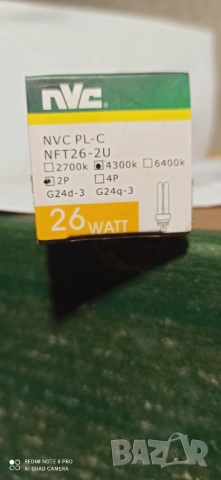 nvc
NVC PL-C
NFT26-2U
2700k 4300k 6400k
2P 4P
G24d-3 G24q-3
26 WATT
REDMI NOTE 8 PRO
AI QUAD CAMERA
bazar.bg